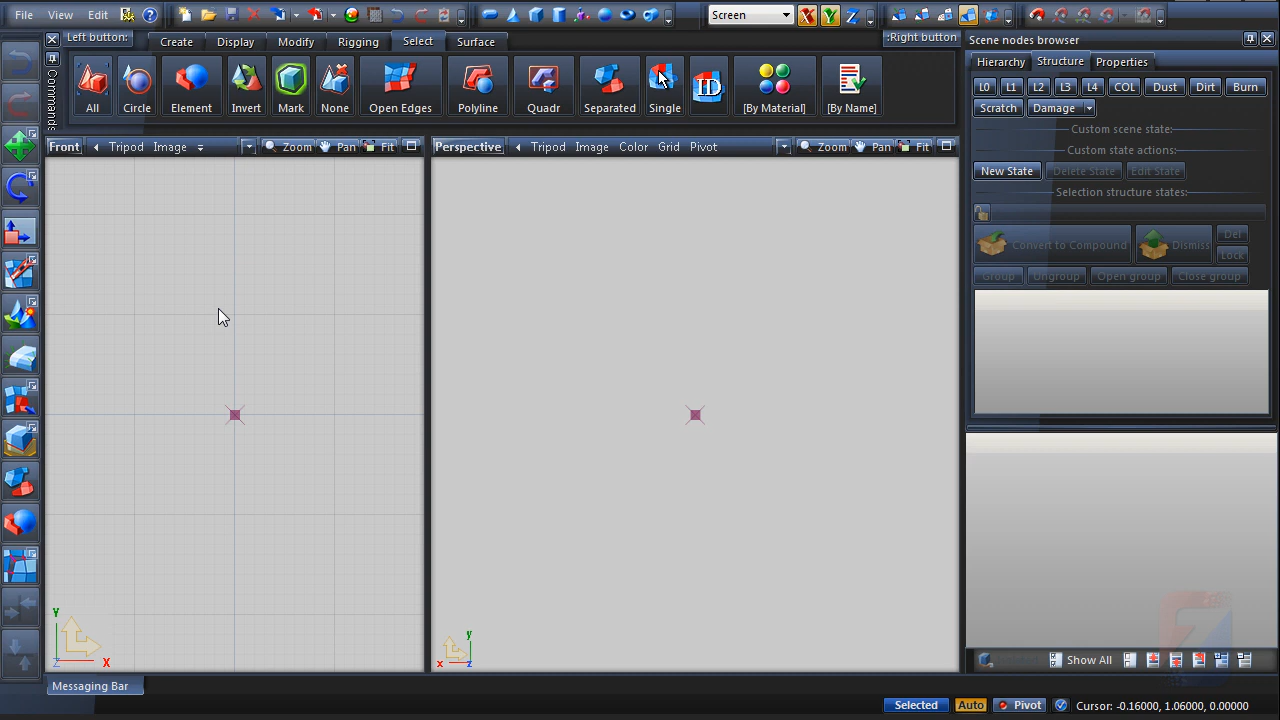 File View Edit Screen X Y Z
Left button: Create Display Modify Rigging Select Surface :Right button
Scene nodes browser
Hierarchy Structure Properties
Commands
All Circle Element Invert Mark None Open Edges Polyline Quadr Separated Single ID [By Material] [By Name]
L0 L1 L2 L3 L4 COL Dust Dirt Burn
Scratch Damage
Custom scene state:
Custom state actions:
New State Delete State Edit State
Selection structure states:
Convert to Compound Dismiss Del
Lock
Group Ungroup Open group Close group
Front Tripod Image Zoom Pan Fit
Perspective Tripod Image Color Grid Pivot Zoom Pan Fit
Y
Z X
y
x z
Show All
Messaging Bar
Selected Auto Pivot Cursor: -0.16000, 1.06000, 0.00000